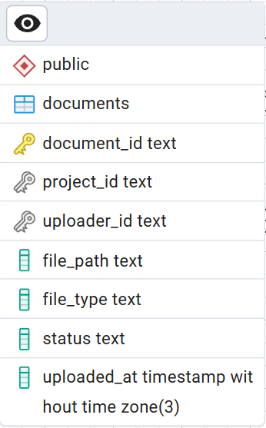 public
documents
document_id text
project_id text
uploader_id text
file_path text
file_type text
status text
uploaded_at timestamp wit
hout time zone(3)